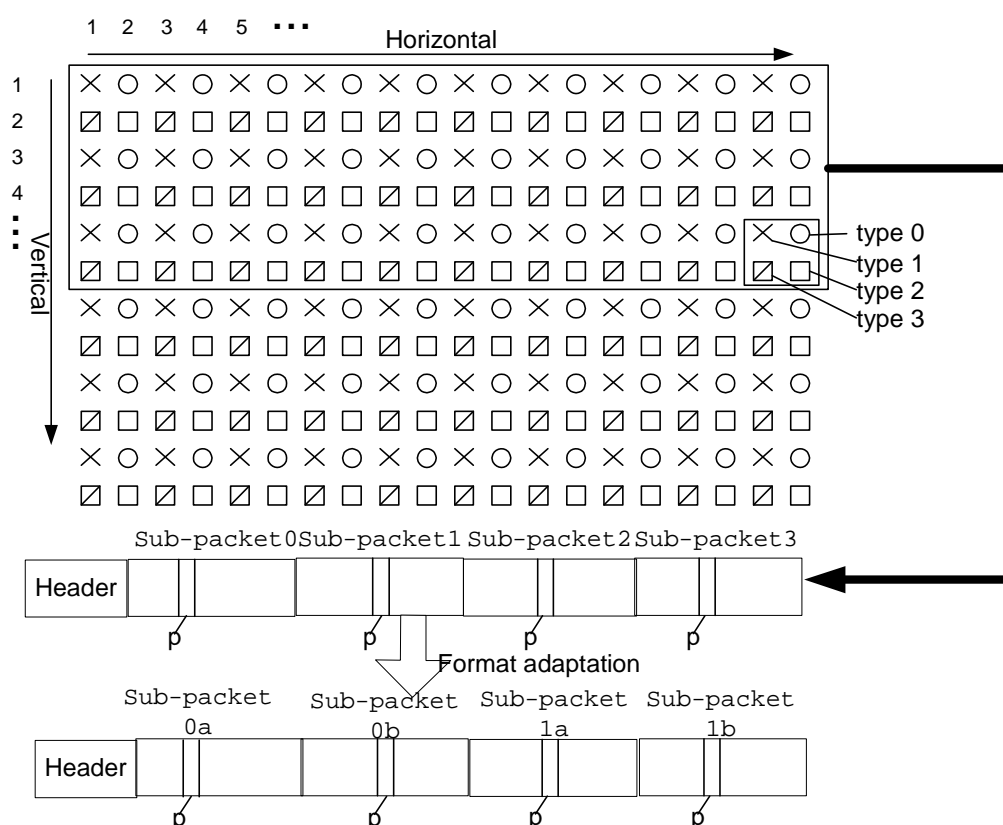 1 2 3 4 5 ...
Horizontal
1
2
3
4
...
Vertical
type 0
type 1
type 2
type 3
Sub-packet0 Sub-packet1 Sub-packet2 Sub-packet3
Header
p p p p
Format adaptation
Sub-packet 0a
Sub-packet 0b
Sub-packet 1a
Sub-packet 1b
Header
p p p p